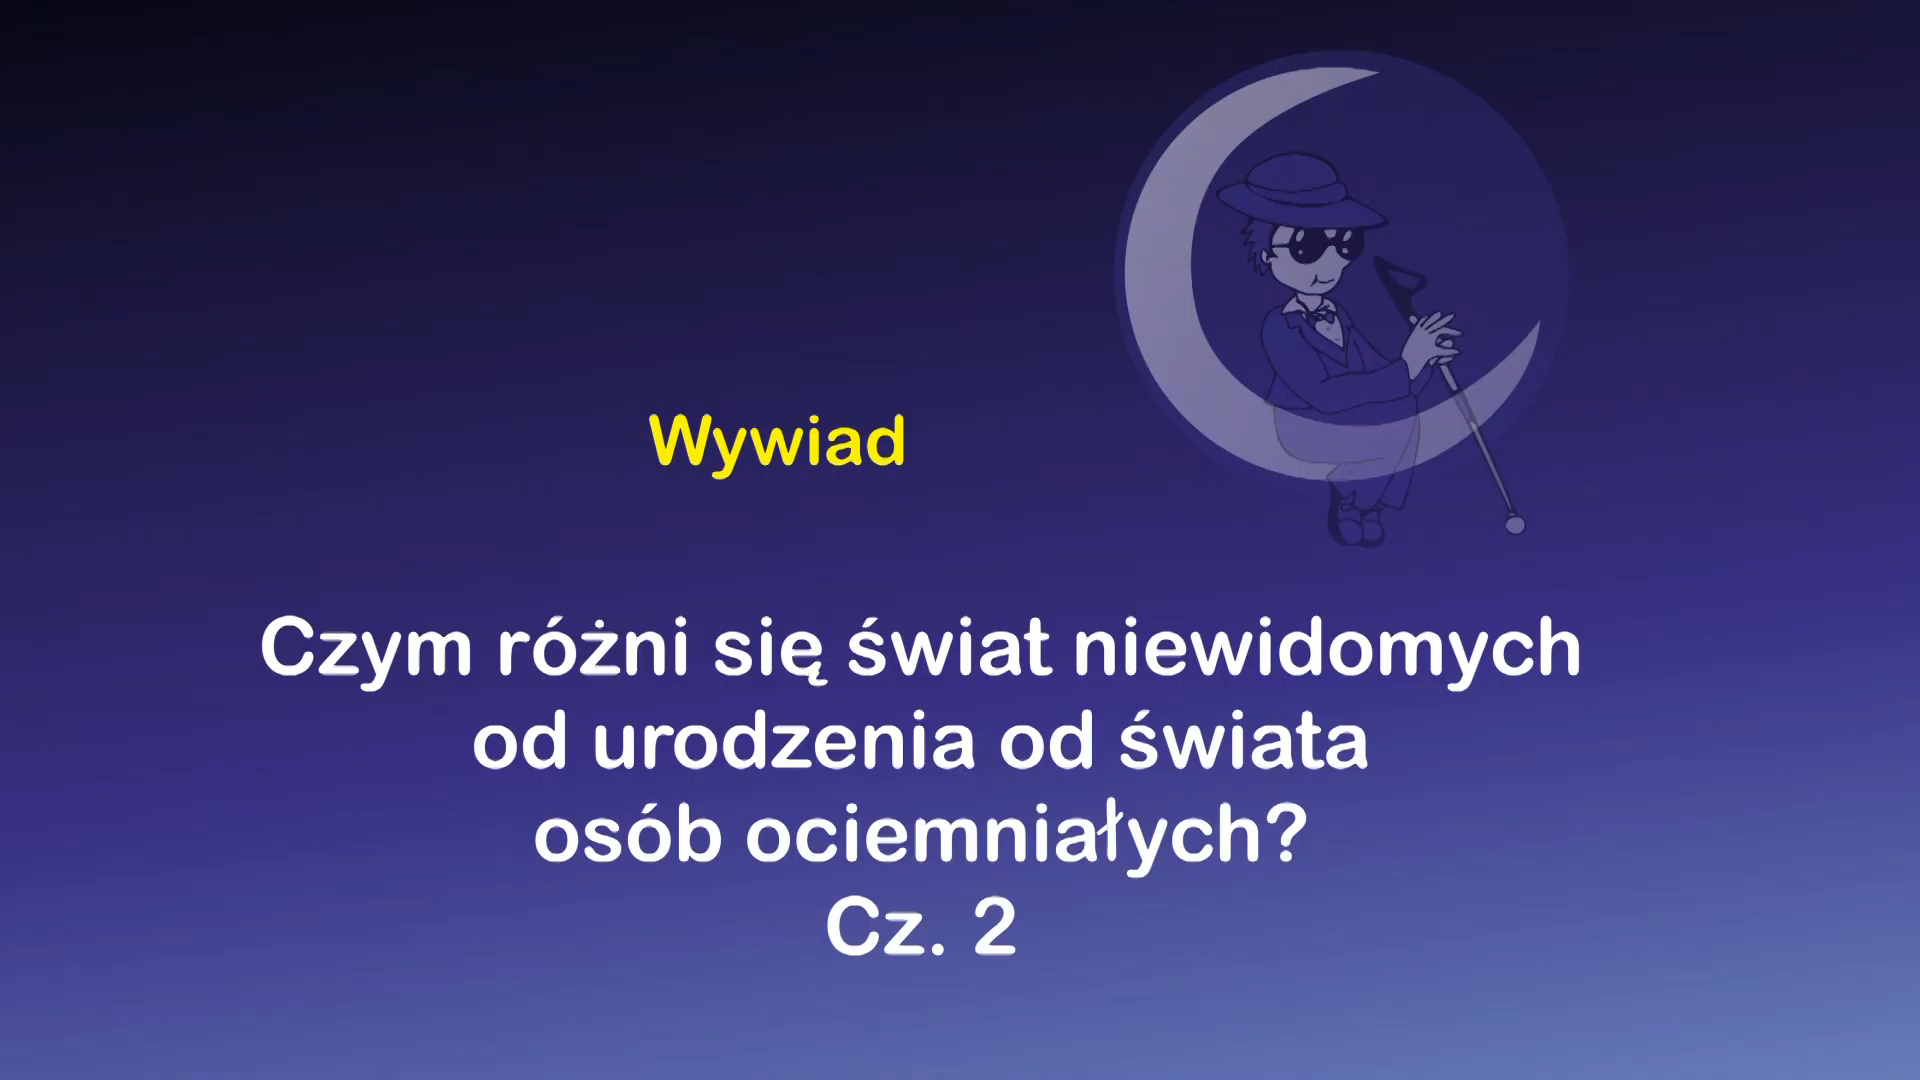 Wywiad
Czym różni się świat niewidomych
od urodzenia od świata
osób ociemniałych?
Cz. 2